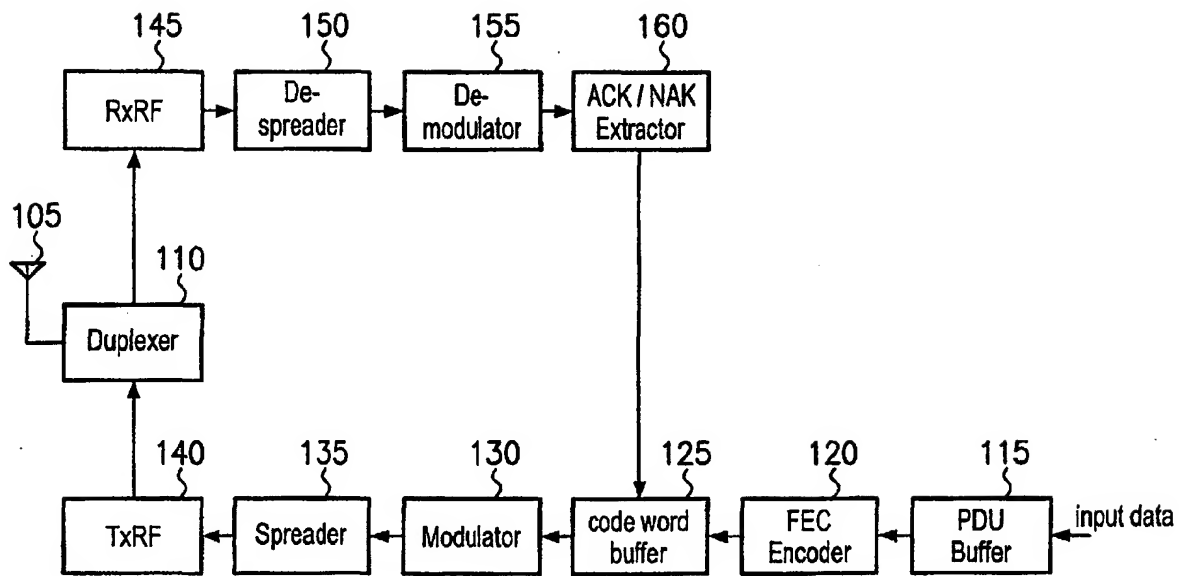 145
150
155
160
RxRF
De-
spreader
De-
modulator
ACK / NAK
Extractor
105
110
Duplexer
140
135
130
125
120
115
TxRF
Spreader
Modulator
code word
buffer
FEC
Encoder
PDU
Buffer
input data